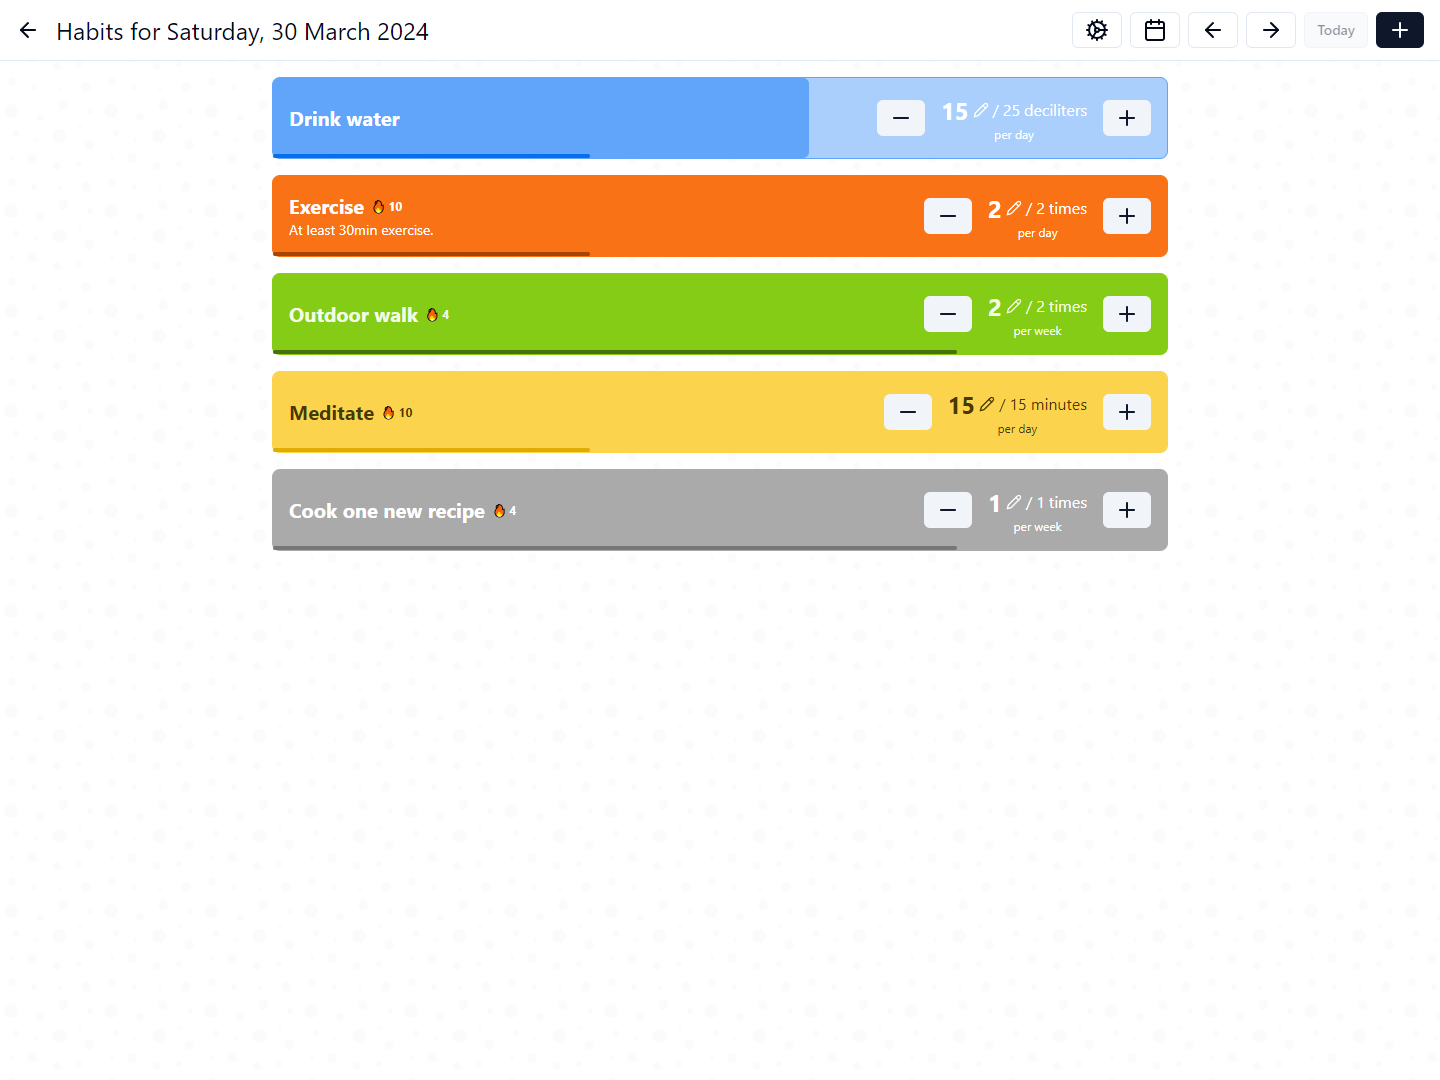 Habits for Saturday, 30 March 2024
Today
Drink water
15 / 25 deciliters
per day
Exercise 🔥 10
At least 30min exercise.
2 / 2 times
per day
Outdoor walk 🔥 4
2 / 2 times
per week
Meditate 🔥 10
15 / 15 minutes
per day
Cook one new recipe 🔥 4
1 / 1 times
per week